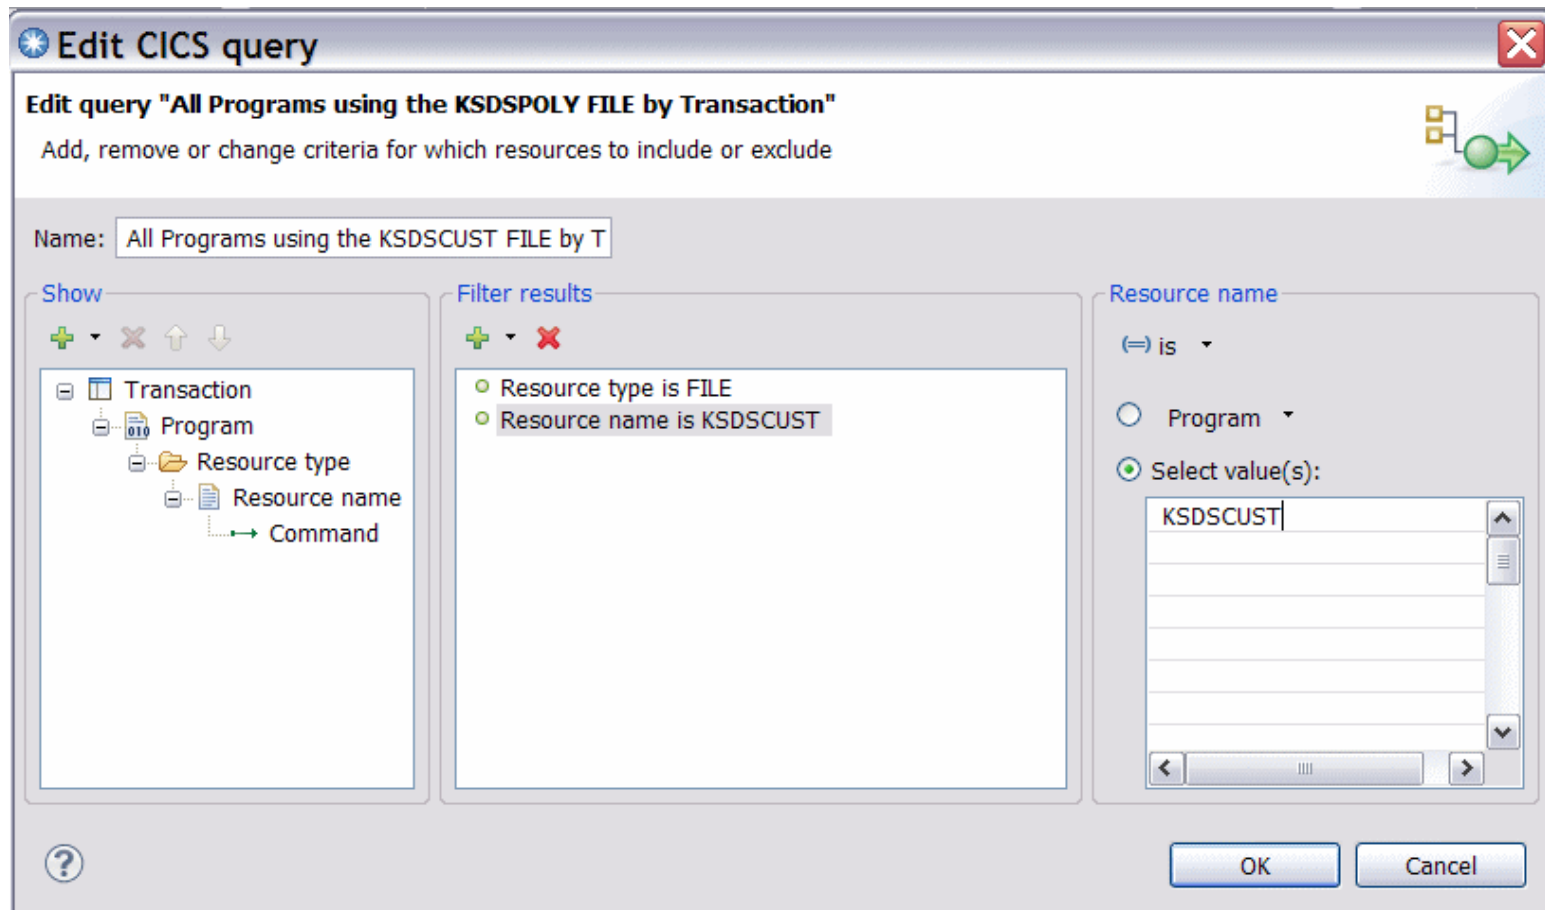 Edit CICS query
Edit query "All Programs using the KSDSPOLY FILE by Transaction"
Add, remove or change criteria for which resources to include or exclude
Name: All Programs using the KSDSCUST FILE by T
Show
Transaction
010 Program
Resource type
Resource name
Command
Filter results
Resource type is FILE
Resource name is KSDSCUST
Resource name
(=) is
Program
Select value(s):
KSDSCUST
?
OK Cancel